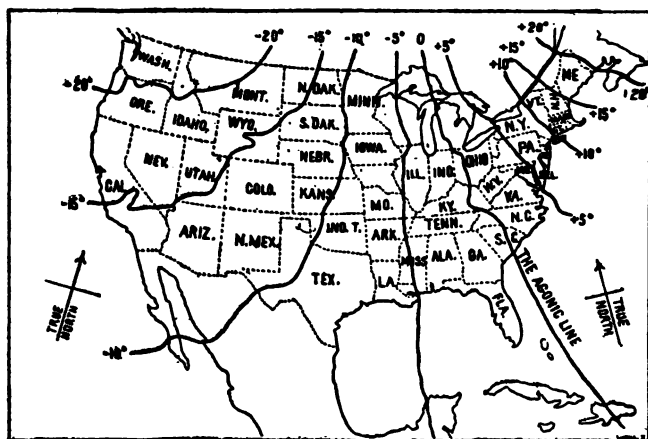 -20° -15° -10° -5° 0 +5° +10° +15° +20°
WASH. MONT. N.DAK. MINN. ME
+20°
-20°
ORE. IDAHO, WYO. S.DAK. VT. N.Y. +15°
NEBR. IOWA. PA. +10°
NEV. UTAH COLO. KANS. ILL. IND. OHIO
CAL. MO. KY. VA. +5°
-15°
ARIZ. N.MEX. IND. T. ARK. TENN. N.C.
TEX. LA. MISS ALA. GA. S.C.
FLA.
THE AGONIC LINE
TRUE NORTH
TRUE NORTH
-10°